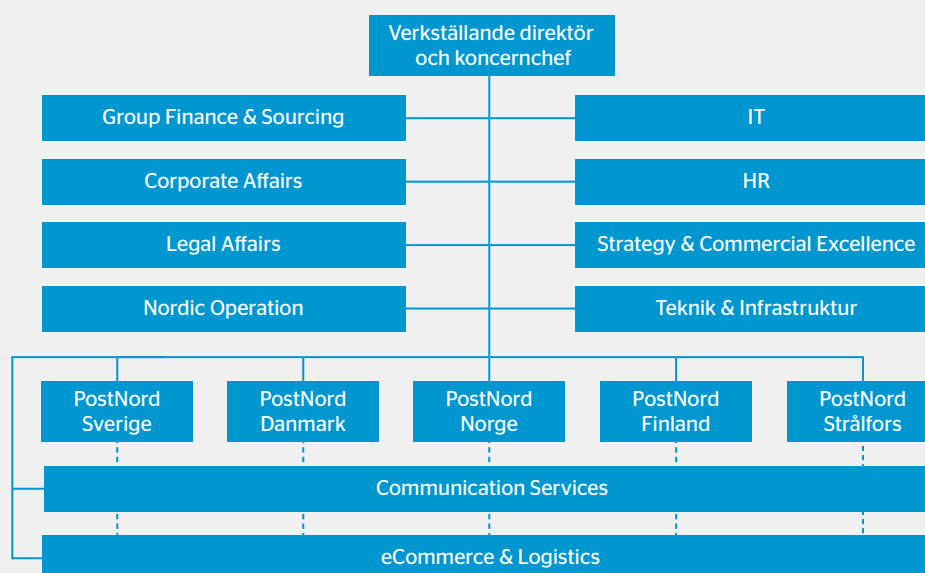 Verkställande direktör
och koncernchef
Group Finance & Sourcing
IT
Corporate Affairs
HR
Legal Affairs
Strategy & Commercial Excellence
Nordic Operation
Teknik & Infrastruktur
PostNord
Sverige
PostNord
Danmark
PostNord
Norge
PostNord
Finland
PostNord
Strålfors
Communication Services
eCommerce & Logistics